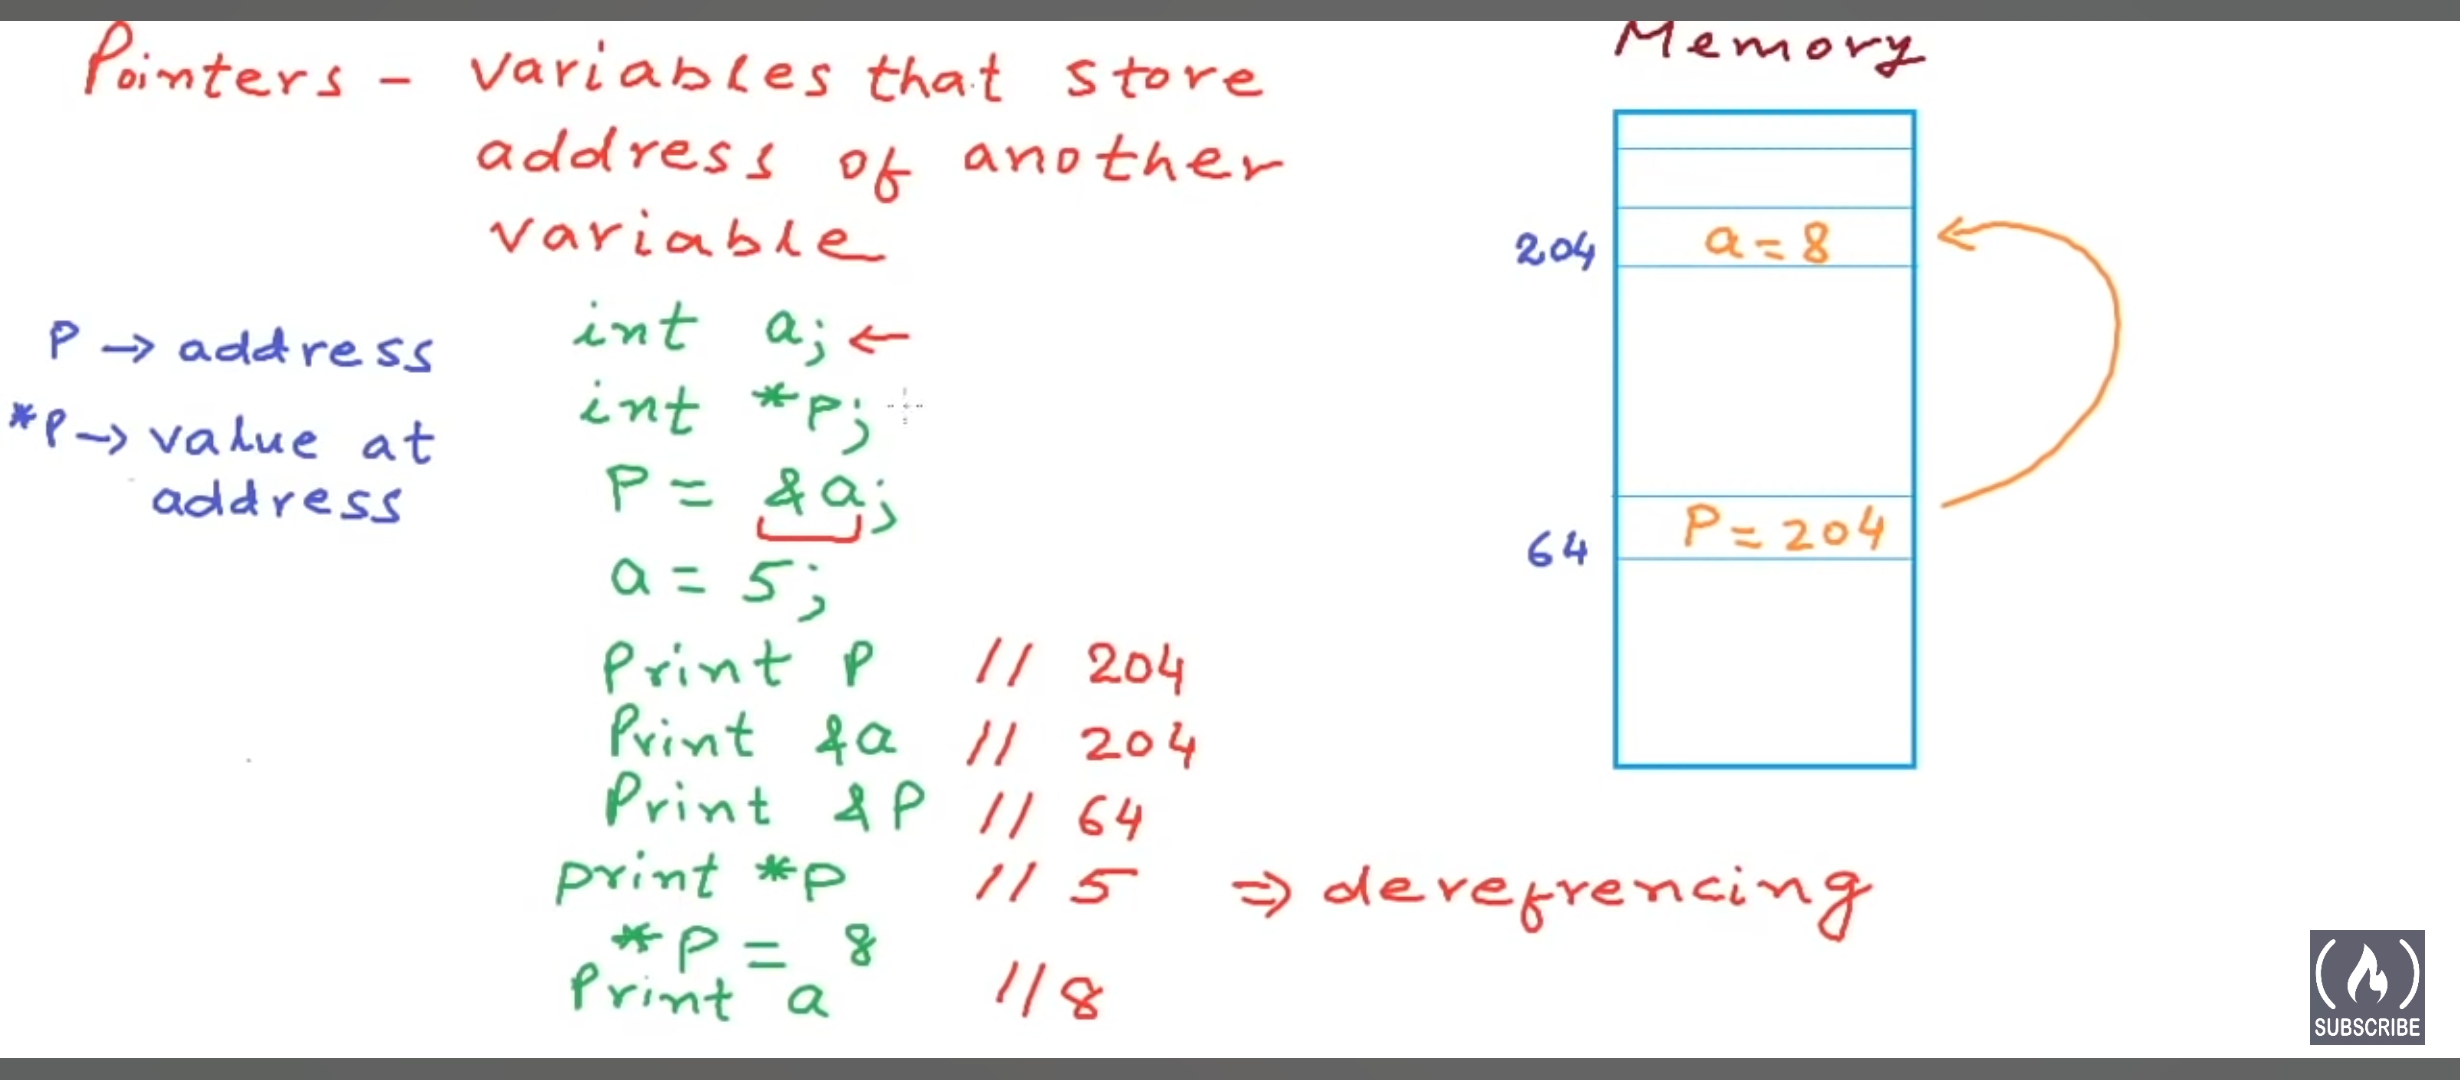 Pointers - variables that store
address of another
variable
P → address
*P → value at
address
int a; ←
int *p;
P = &a;
a = 5;
Print P // 204
Print &a // 204
Print &P // 64
print *p // 5 ⇒ derefrencing
*P = 8
Print a // 8
Memory
204 a = 8
64 P = 204
SUBSCRIBE